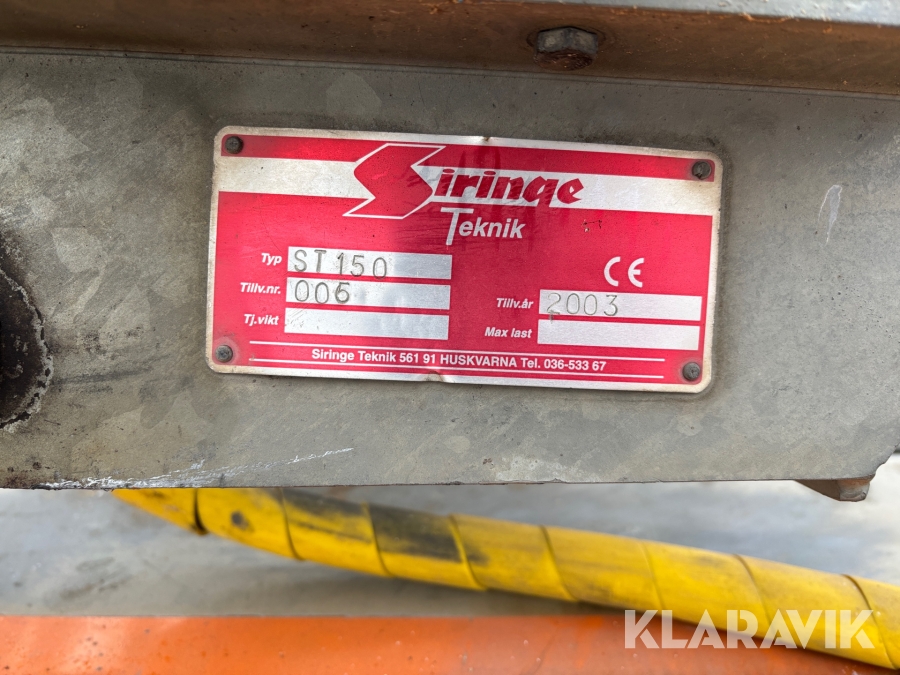 Siringe
Teknik
Typ ST150
CE
Tillv.nr. 006
Tillv.år 2003
Tj.vikt
Max last
Siringe Teknik 561 91 HUSKVARNA Tel. 036-533 67
KLARAVIK